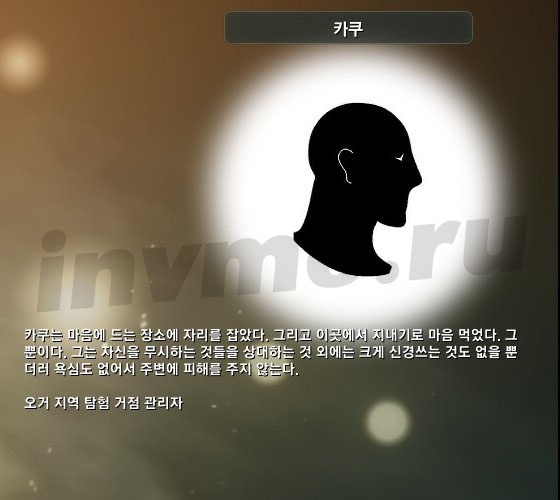 카쿠
invme.ru
카쿠는 마음에 드는 장소에 자리를 잡았다. 그리고 이곳에서 지내기로 마음 먹었다. 그
뿐이다. 그는 자신을 무시하는 것들을 상대하는 것 외에는 크게 신경쓰는 것도 없을 뿐
더러 욕심도 없어서 주변에 피해를 주지 않는다.
오거 지역 탐험 거점 관리자